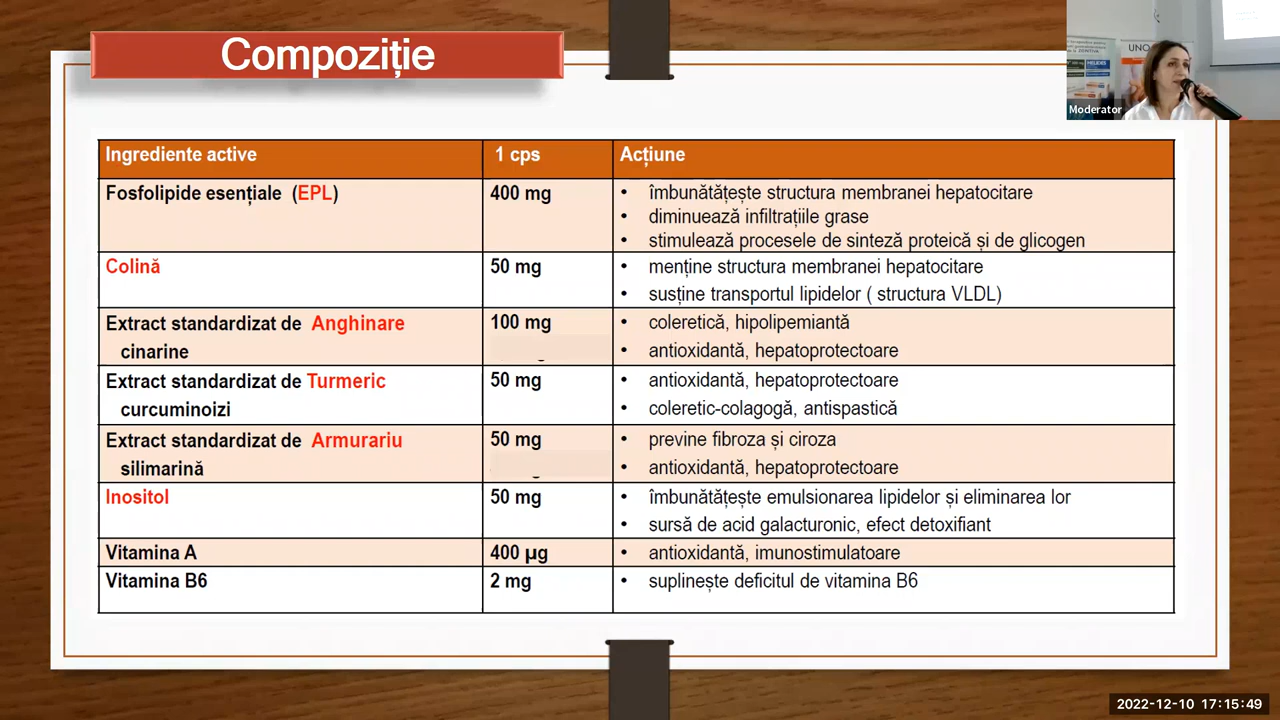 Compoziție
UNO
Moderator
Ingrediente active
1 cps
Acțiune
Fosfolipide esențiale (EPL)
400 mg
• îmbunătățește structura membranei hepatocitare
• diminuează infiltrațiile grase
• stimulează procesele de sinteză proteică și de glicogen
Colină
50 mg
• menține structura membranei hepatocitare
• susține transportul lipidelor ( structura VLDL)
Extract standardizat de Anghinare
cinarine
100 mg
• coleretică, hipolipemiantă
• antioxidantă, hepatoprotectoare
Extract standardizat de Turmeric
curcuminoizi
50 mg
• antioxidantă, hepatoprotectoare
• coleretic-colagogă, antispastică
Extract standardizat de Armurariu
silimarină
50 mg
• previne fibroza și ciroza
• antioxidantă, hepatoprotectoare
Inositol
50 mg
• îmbunătățește emulsionarea lipidelor și eliminarea lor
• sursă de acid galacturonic, efect detoxifiant
Vitamina A
400 µg
• antioxidantă, imunostimulatoare
Vitamina B6
2 mg
• suplinește deficitul de vitamina B6
2022-12-10 17:15:49